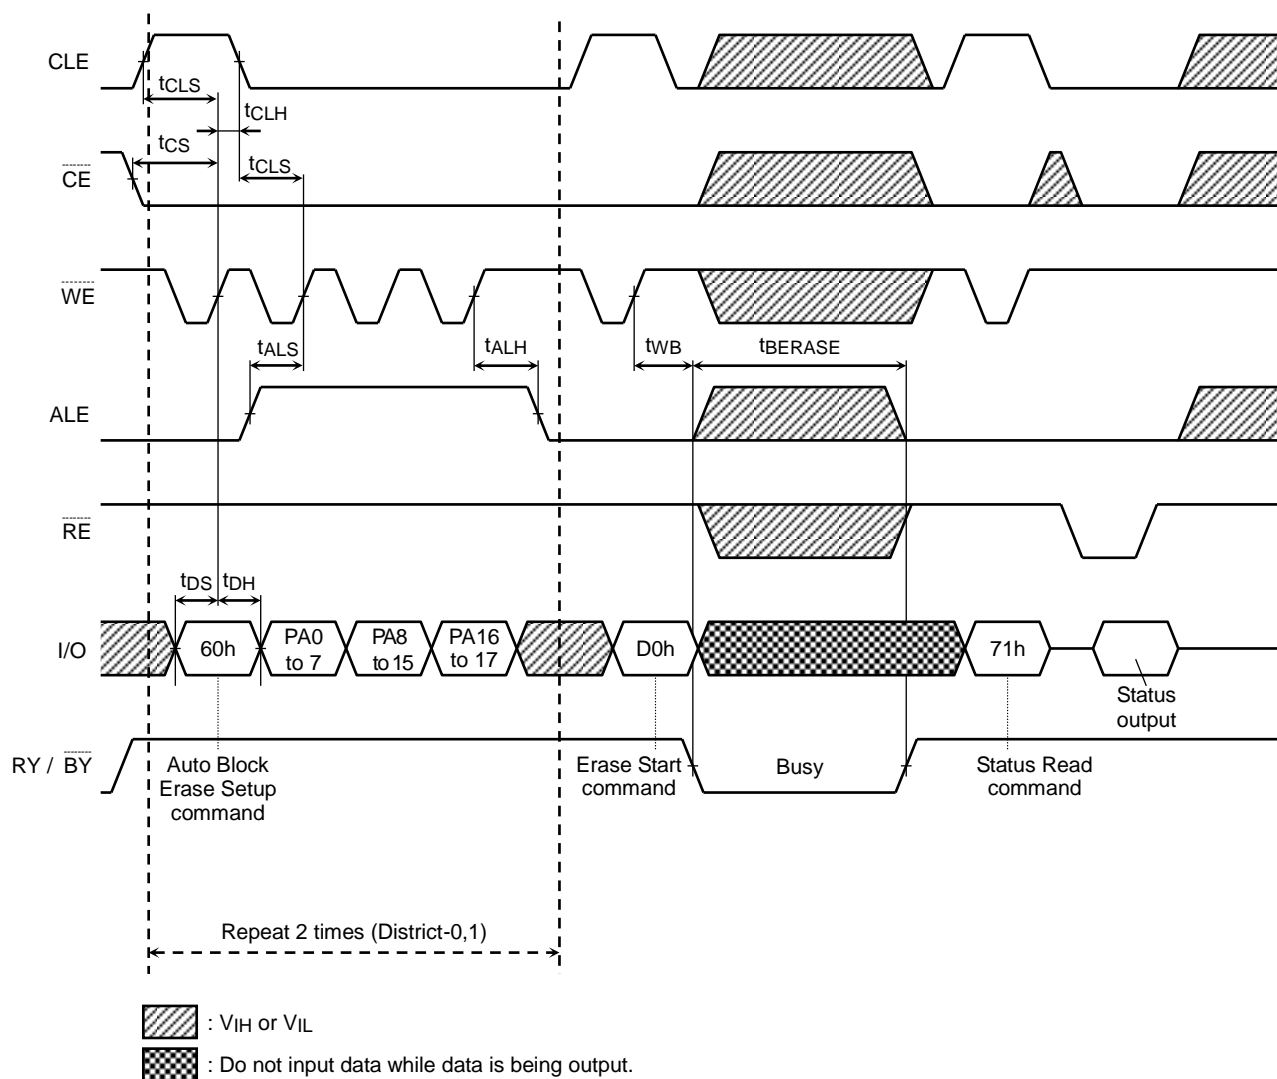 CLE
tCLS
tCLH
tCS
tCLS
CE
WE
tALS
tALH
tWB
tBERASE
ALE
RE
tDS
tDH
I/O
60h
PA0
to 7
PA8
to 15
PA16
to 17
D0h
71h
Status
output
RY / BY
Auto Block
Erase Setup
command
Erase Start
command
Busy
Status Read
command
Repeat 2 times (District-0,1)
: VIH or VIL
: Do not input data while data is being output.